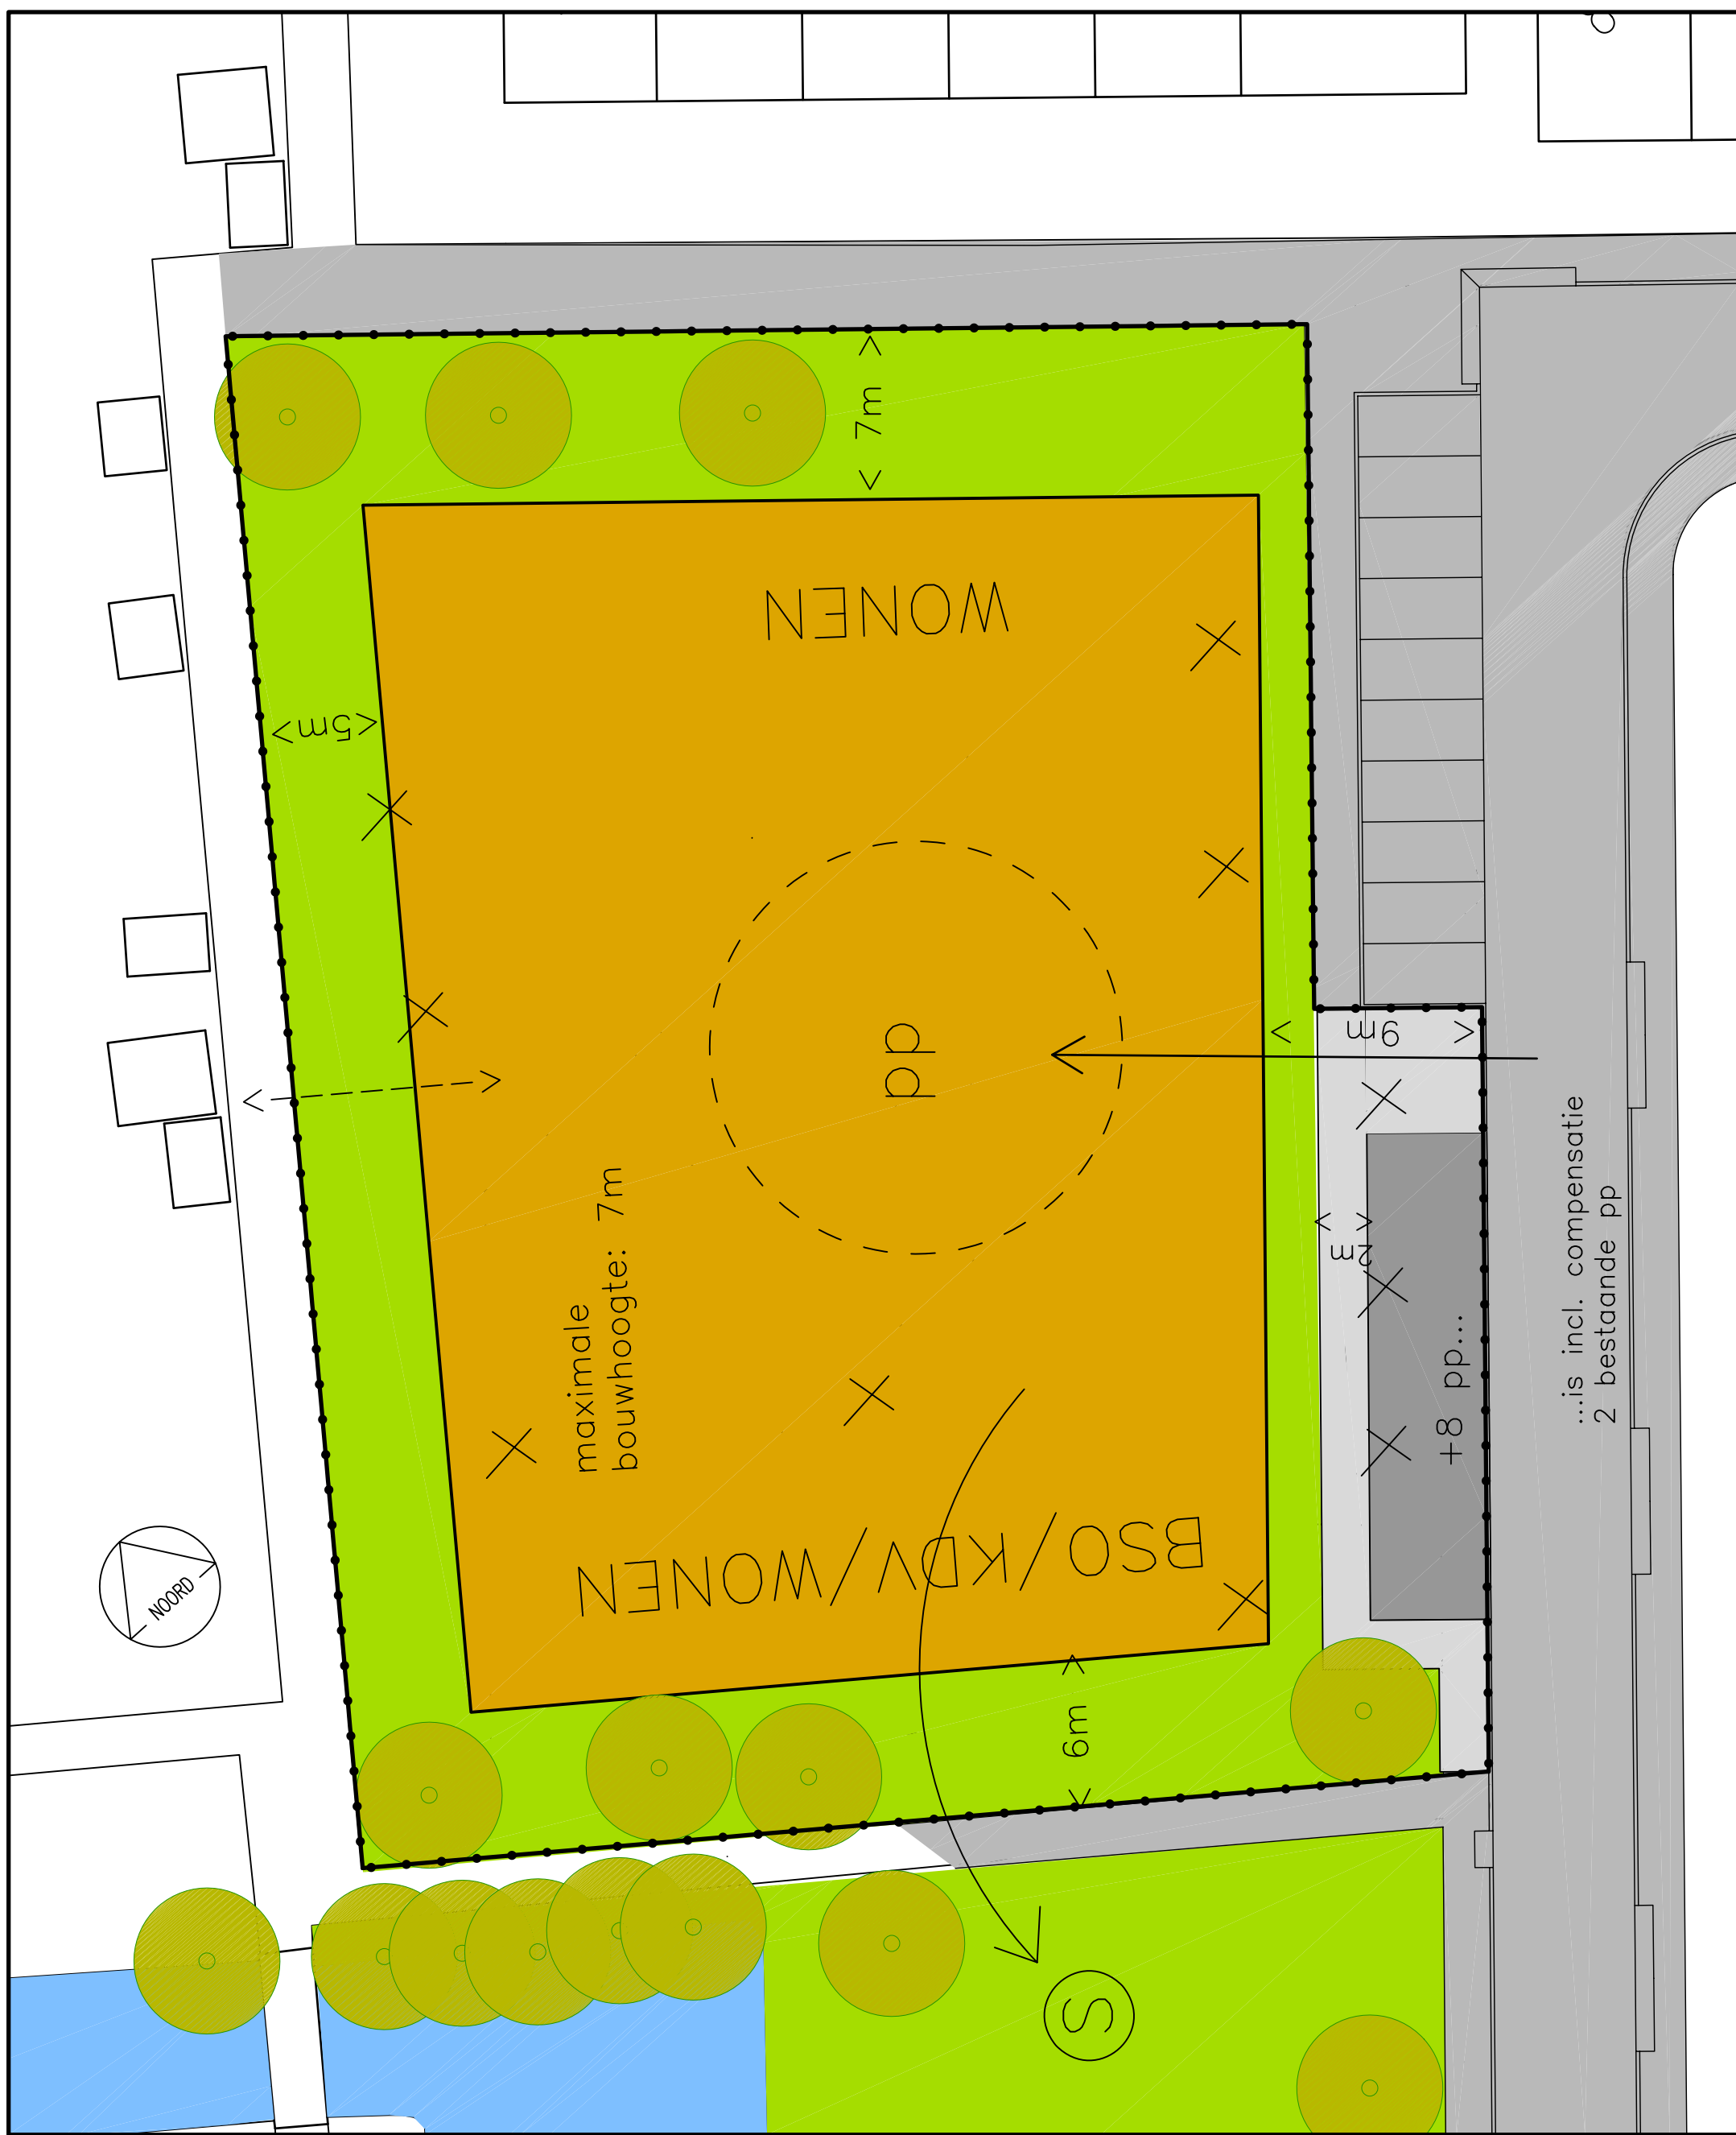 7m
WONEN
5m
pp
9m
2m
maximale
bouwhoogte: 7m
+8 pp...
...is incl. compensatie
2 bestaande pp
BSO/KDV/WONEN
NOORD
6m
S